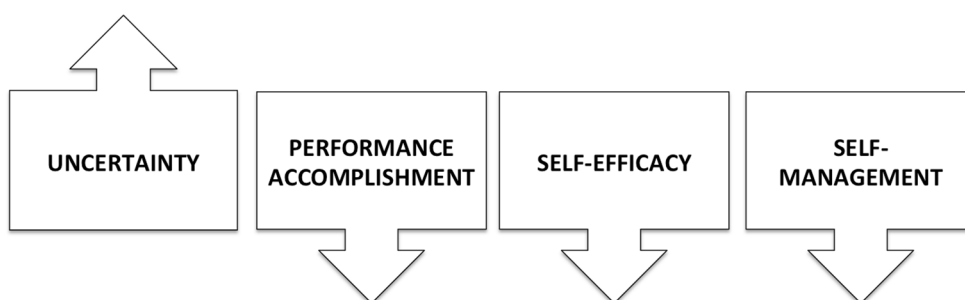 UNCERTAINTY
PERFORMANCE
ACCOMPLISHMENT
SELF-EFFICACY
SELF-
MANAGEMENT